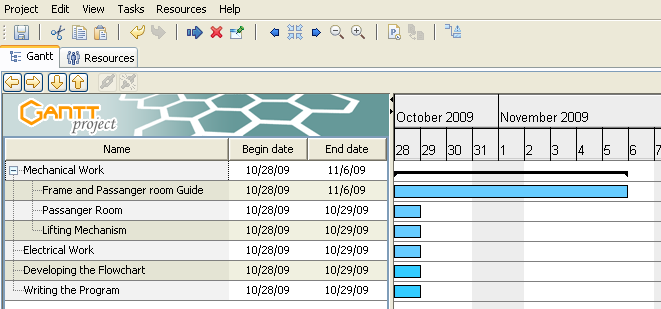 Project Edit View Tasks Resources Help
Gantt Resources
GANTT
project
October 2009 November 2009
Name Begin date End date 28 29 30 31 1 2 3 4 5 6 7
Mechanical Work 10/28/09 11/6/09
Frame and Passanger room Guide 10/28/09 11/6/09
Passanger Room 10/28/09 10/29/09
Lifting Mechanism 10/28/09 10/29/09
Electrical Work 10/28/09 10/29/09
Developing the Flowchart 10/28/09 10/29/09
Writing the Program 10/28/09 10/29/09